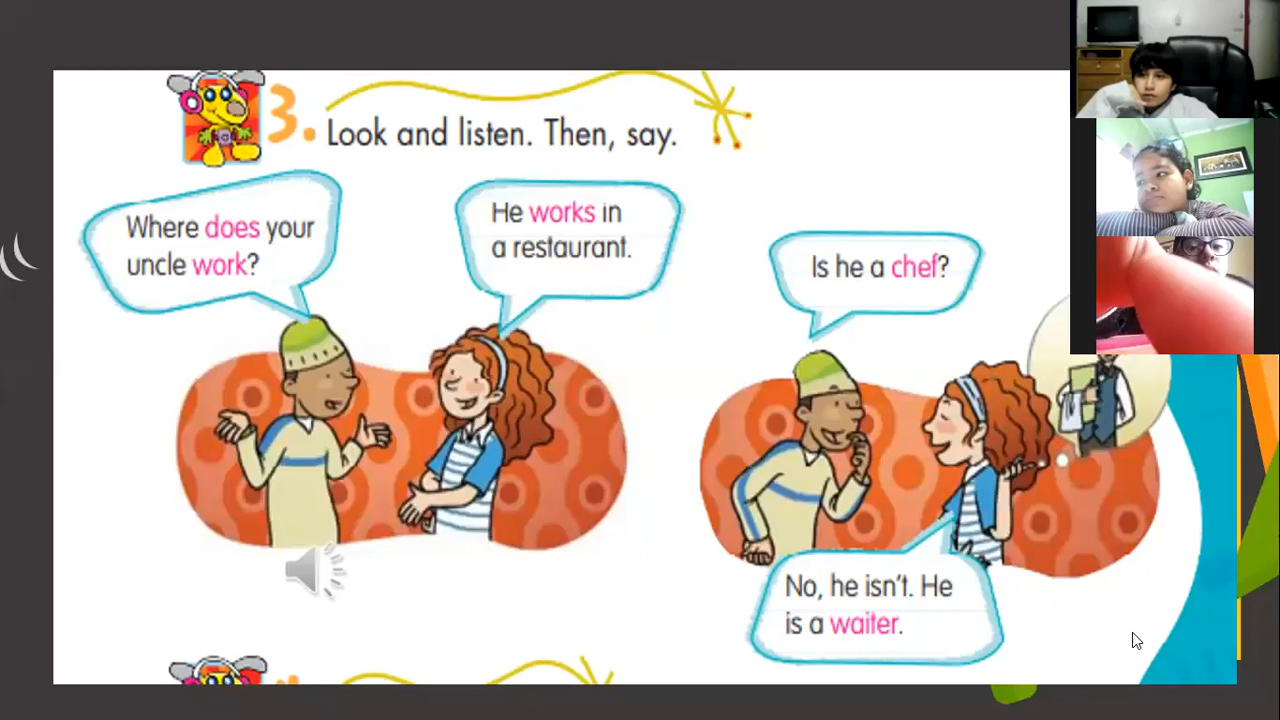 3. Look and listen. Then, say.
Where does your
uncle work?
He works in
a restaurant.
Is he a chef?
No, he isn't. He
is a waiter.